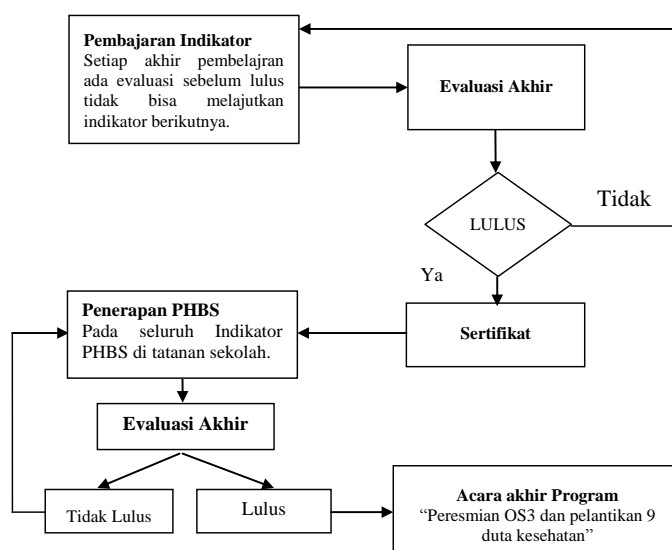 Pembajaran Indikator
Setiap akhir pembelajran
ada evaluasi sebelum lulus
tidak bisa melajutkan
indikator berikutnya.
Evaluasi Akhir
LULUS
Tidak
Ya
Sertifikat
Penerapan PHBS
Pada seluruh Indikator
PHBS di tatanan sekolah.
Evaluasi Akhir
Tidil Lulus
Lulus
Acara akhir Program
“Peresmian OS3 dan pelantikan 9
duta kesehatan”